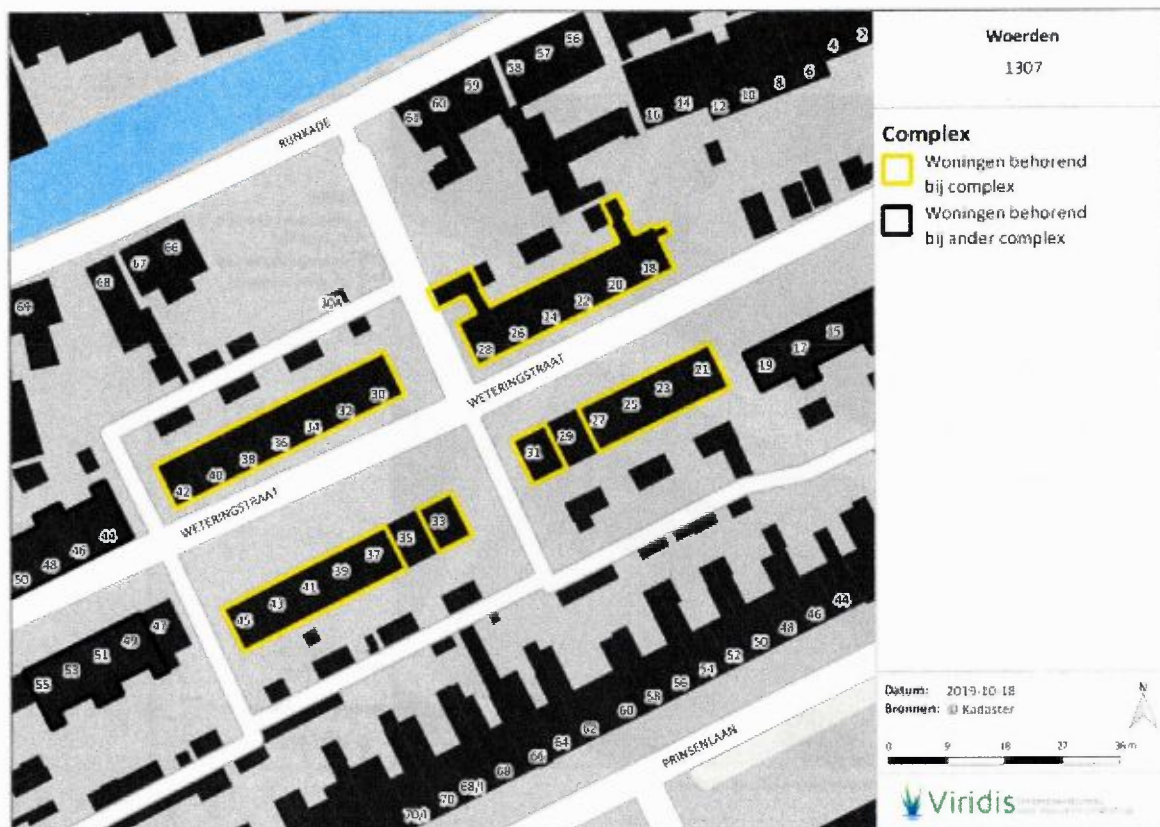 Woerden
1307
Complex
Woningen behorend
bij complex
Woningen behorend
bij ander complex
Datum: 2019-10-18
Bronnen: @ Kadaster
N
0 9 18 27 36 m
Viridis
RIJNKADE
61 60 59 58 57 56
16 14 12 10 8 6 4 2
69 68 67 66
30A
28 26 24 22 20 18
WETERINGSTRAAT
42 40 38 36 34 32 30
31 29 27 25 23 21
19 17 15
WETERINGSTRAAT
50 48 46 44
45 43 41 39 37 35 33
55 53 51 49 47
70/I 70 68/I 68 66 64 62 60 58 56 54 52 50 48 46 44
PRINSENLAAN